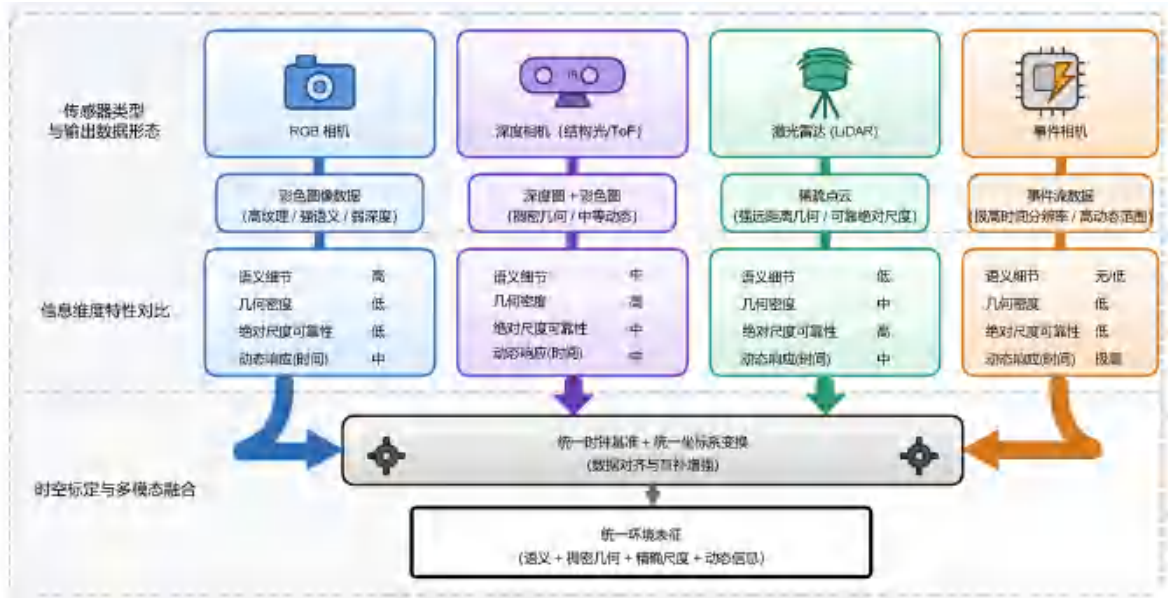 传感器类型
与输出数据形态
RGB 相机
深度相机（结构光/ToF）
激光雷达 (LiDAR)
事件相机
彩色图像数据
（高纹理 / 强语义 / 弱深度）
深度图 + 彩色图
（稠密几何 / 中等动态）
稀疏点云
（强远距离几何 / 可靠绝对尺度）
事件流数据
（极高时间分辨率 / 高动态范围）
信息维度特性对比
语义细节 高
几何密度 低
绝对尺度可靠性 低
动态响应(时间) 中
语义细节 中
几何密度 高
绝对尺度可靠性 中
动态响应(时间) 中
语义细节 低
几何密度 中
绝对尺度可靠性 高
动态响应(时间) 中
语义细节 无/低
几何密度 低
绝对尺度可靠性 低
动态响应(时间) 极高
时空标定与多模态融合
统一时钟基准 + 统一坐标系变换
（数据对齐与互补增强）
统一环境表征
（语义 + 稠密几何 + 精确尺度 + 动态信息）